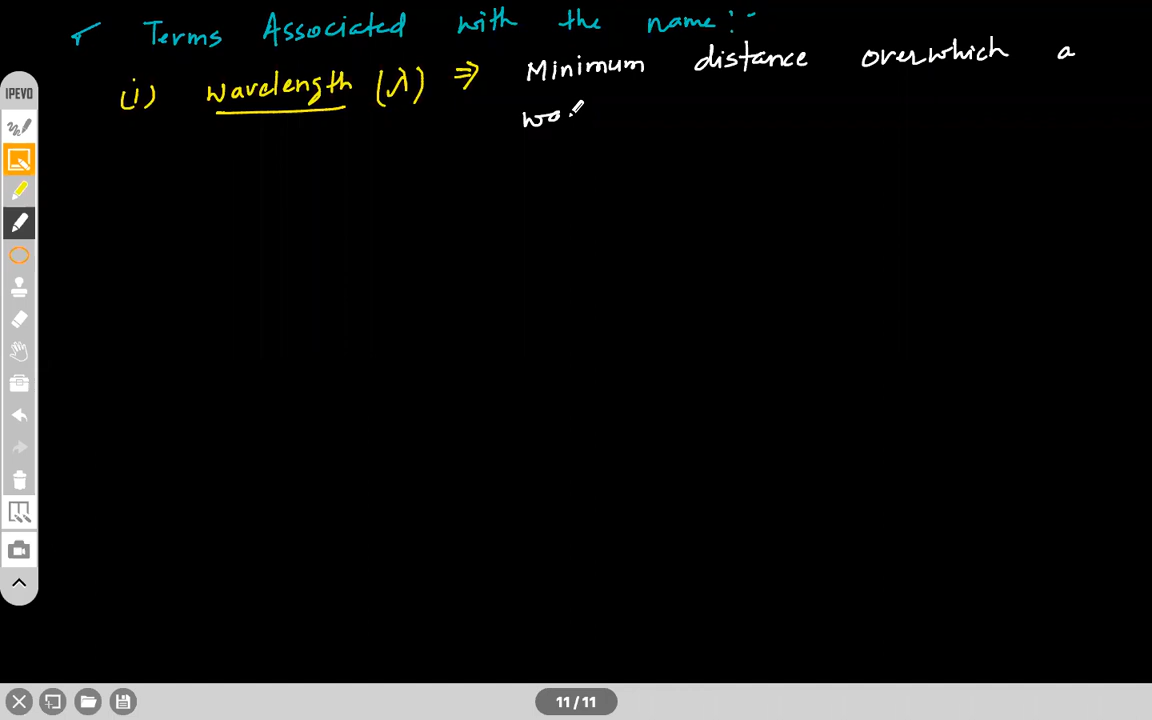 Terms Associated with the name:-
(i) Wavelength (λ) ⇒ Minimum distance overwhich a
wa
IPEVO
11/11